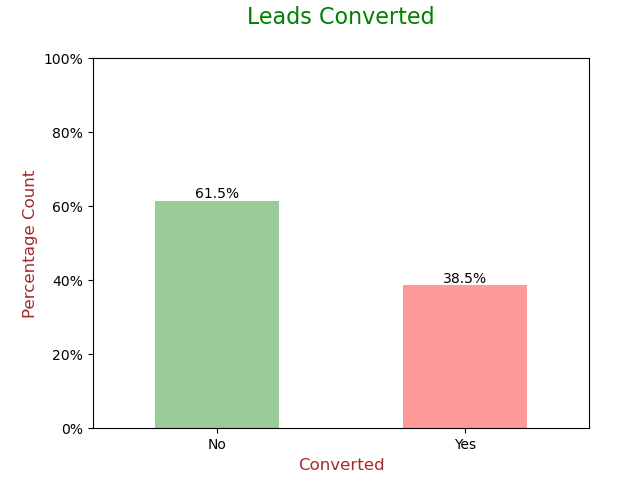 Leads Converted
100%
80%
60%
40%
20%
0%
Percentage Count
61.5%
38.5%
No
Yes
Converted